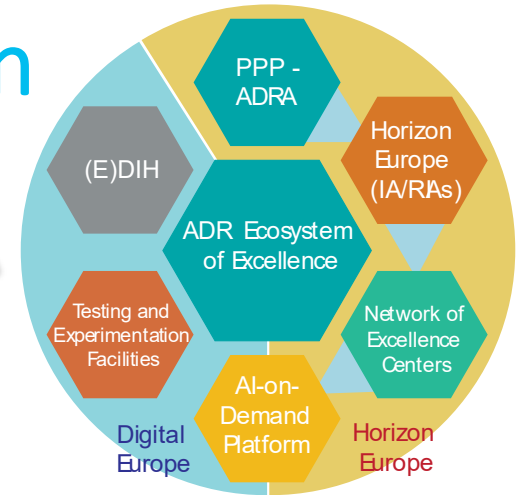 PPP -
ADRA
Horizon
Europe
(IA/RIAs)
(E)DIH
ADR Ecosystem
of Excellence
Testing and
Experimentation
Facilities
Network of
Excellence
Centers
AI-on-
Demand
Platform
Digital
Europe
Horizon
Europe